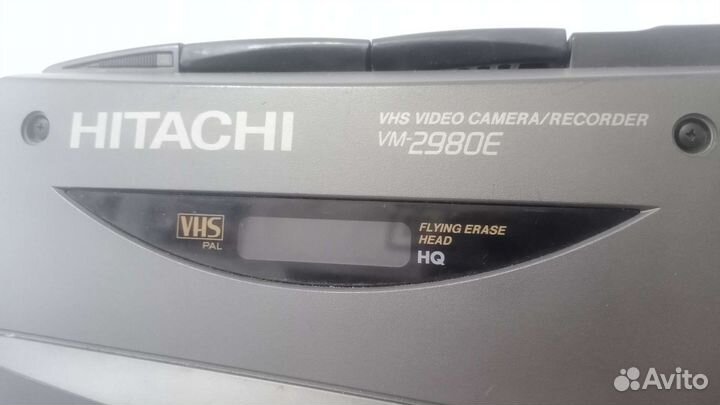 HITACHI
VHS VIDEO CAMERA/RECORDER
VM-2980E
VHS
PAL
FLYING ERASE
HEAD
HQ
Avito